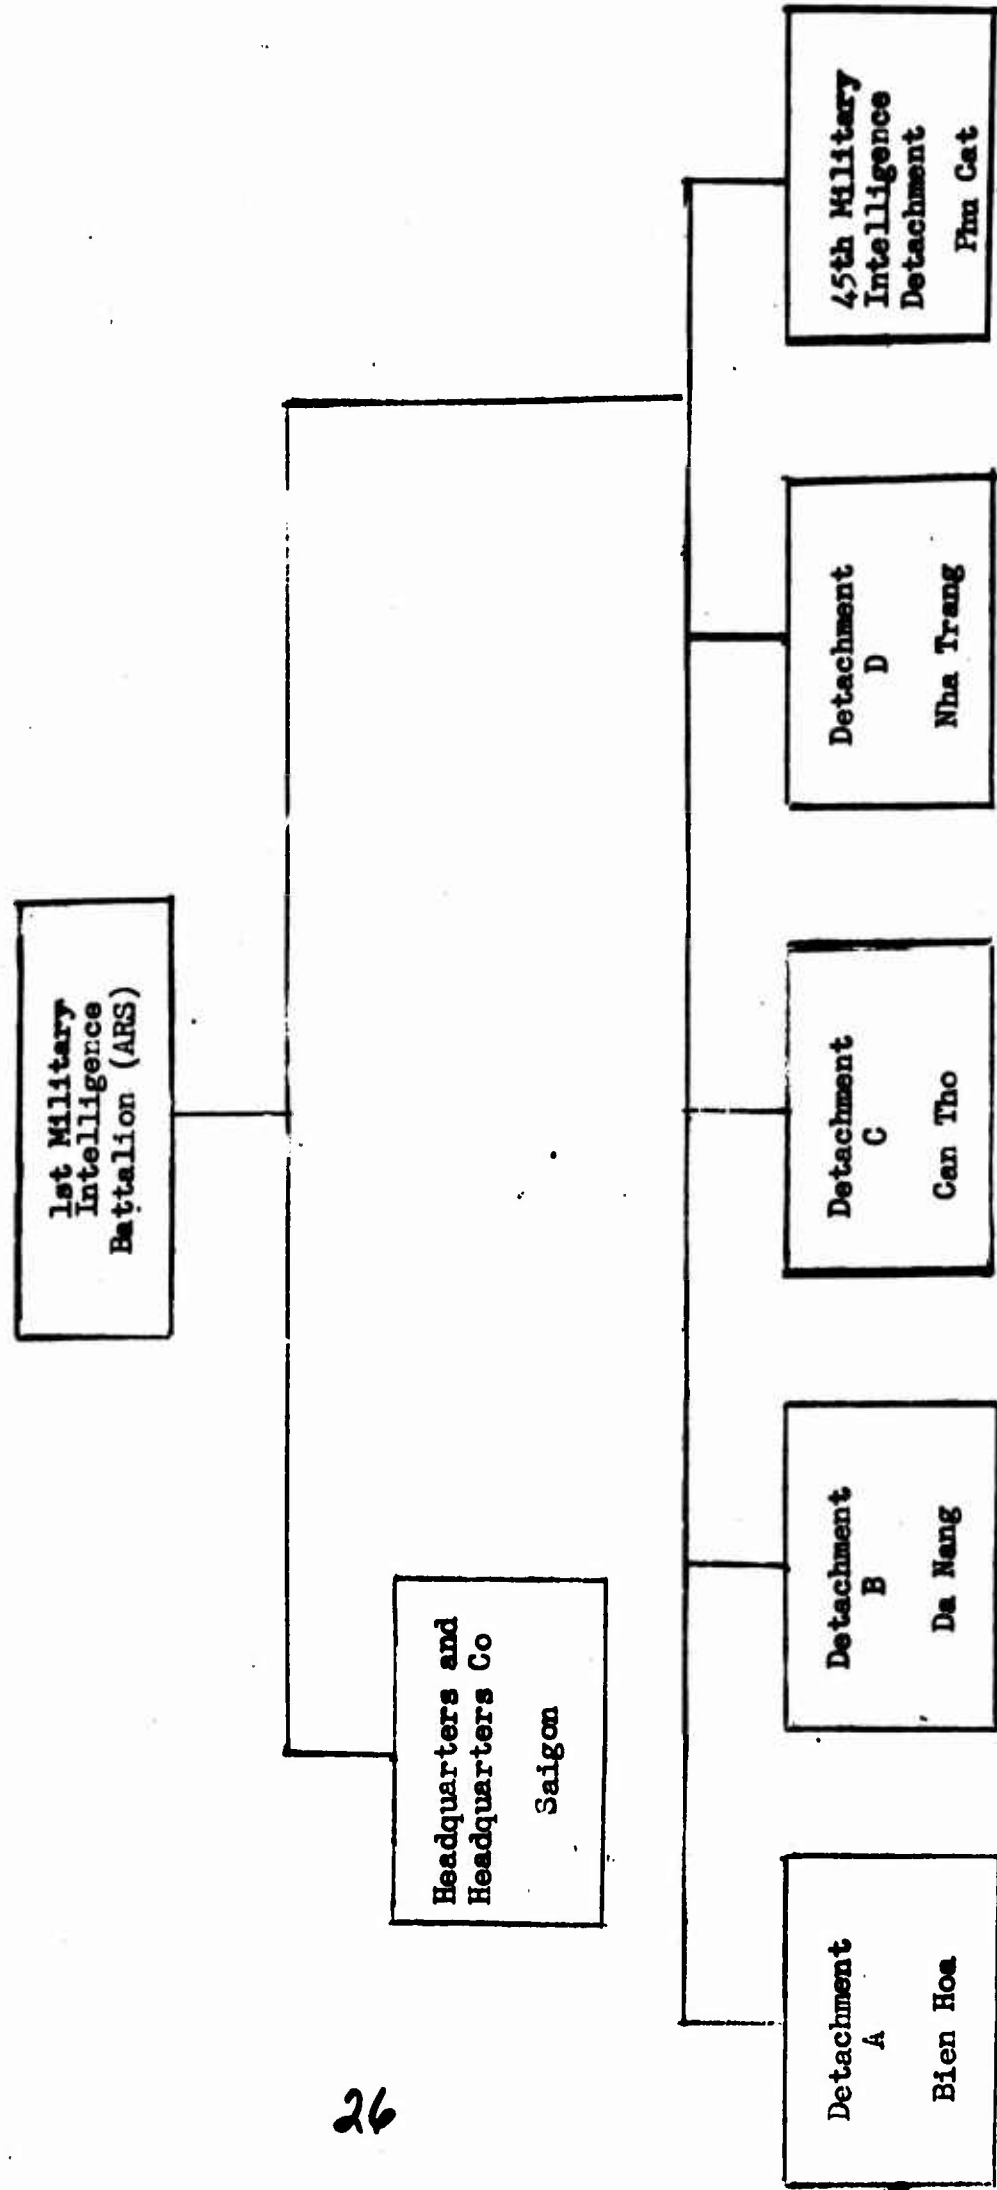 1st Military
Intelligence
Battalion (ARS)
Headquarters and
Headquarters Co
Saigon
Detachment
A
Bien Hoa
Detachment
B
Da Nang
Detachment
C
Can Tho
Detachment
D
Nha Trang
45th Military
Intelligence
Detachment
Phu Cat
26